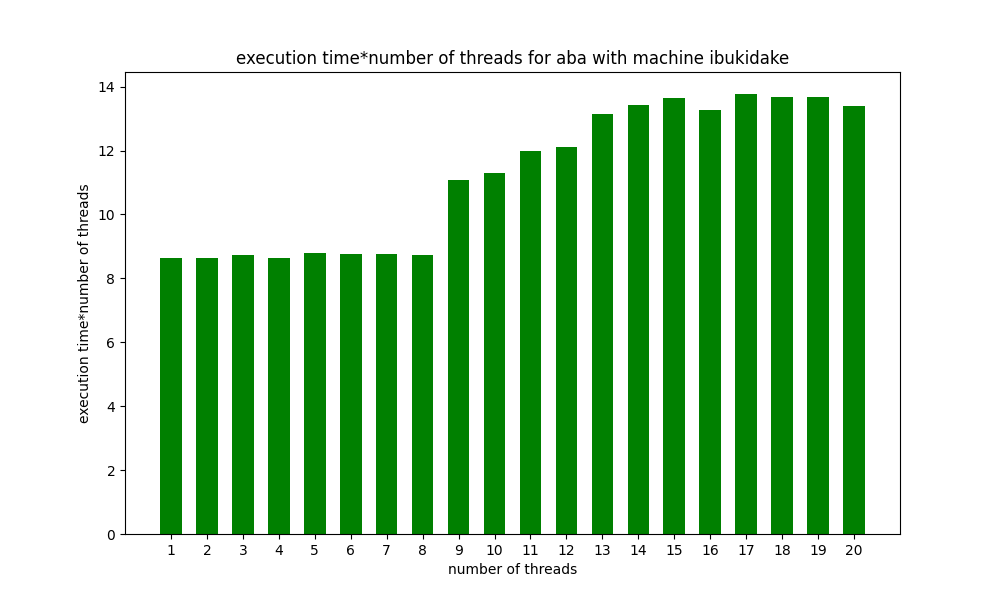 execution time*number of threads for aba with machine ibukidake
execution time*number of threads
14
12
10
8
6
4
2
0
1 2 3 4 5 6 7 8 9 10 11 12 13 14 15 16 17 18 19 20
number of threads